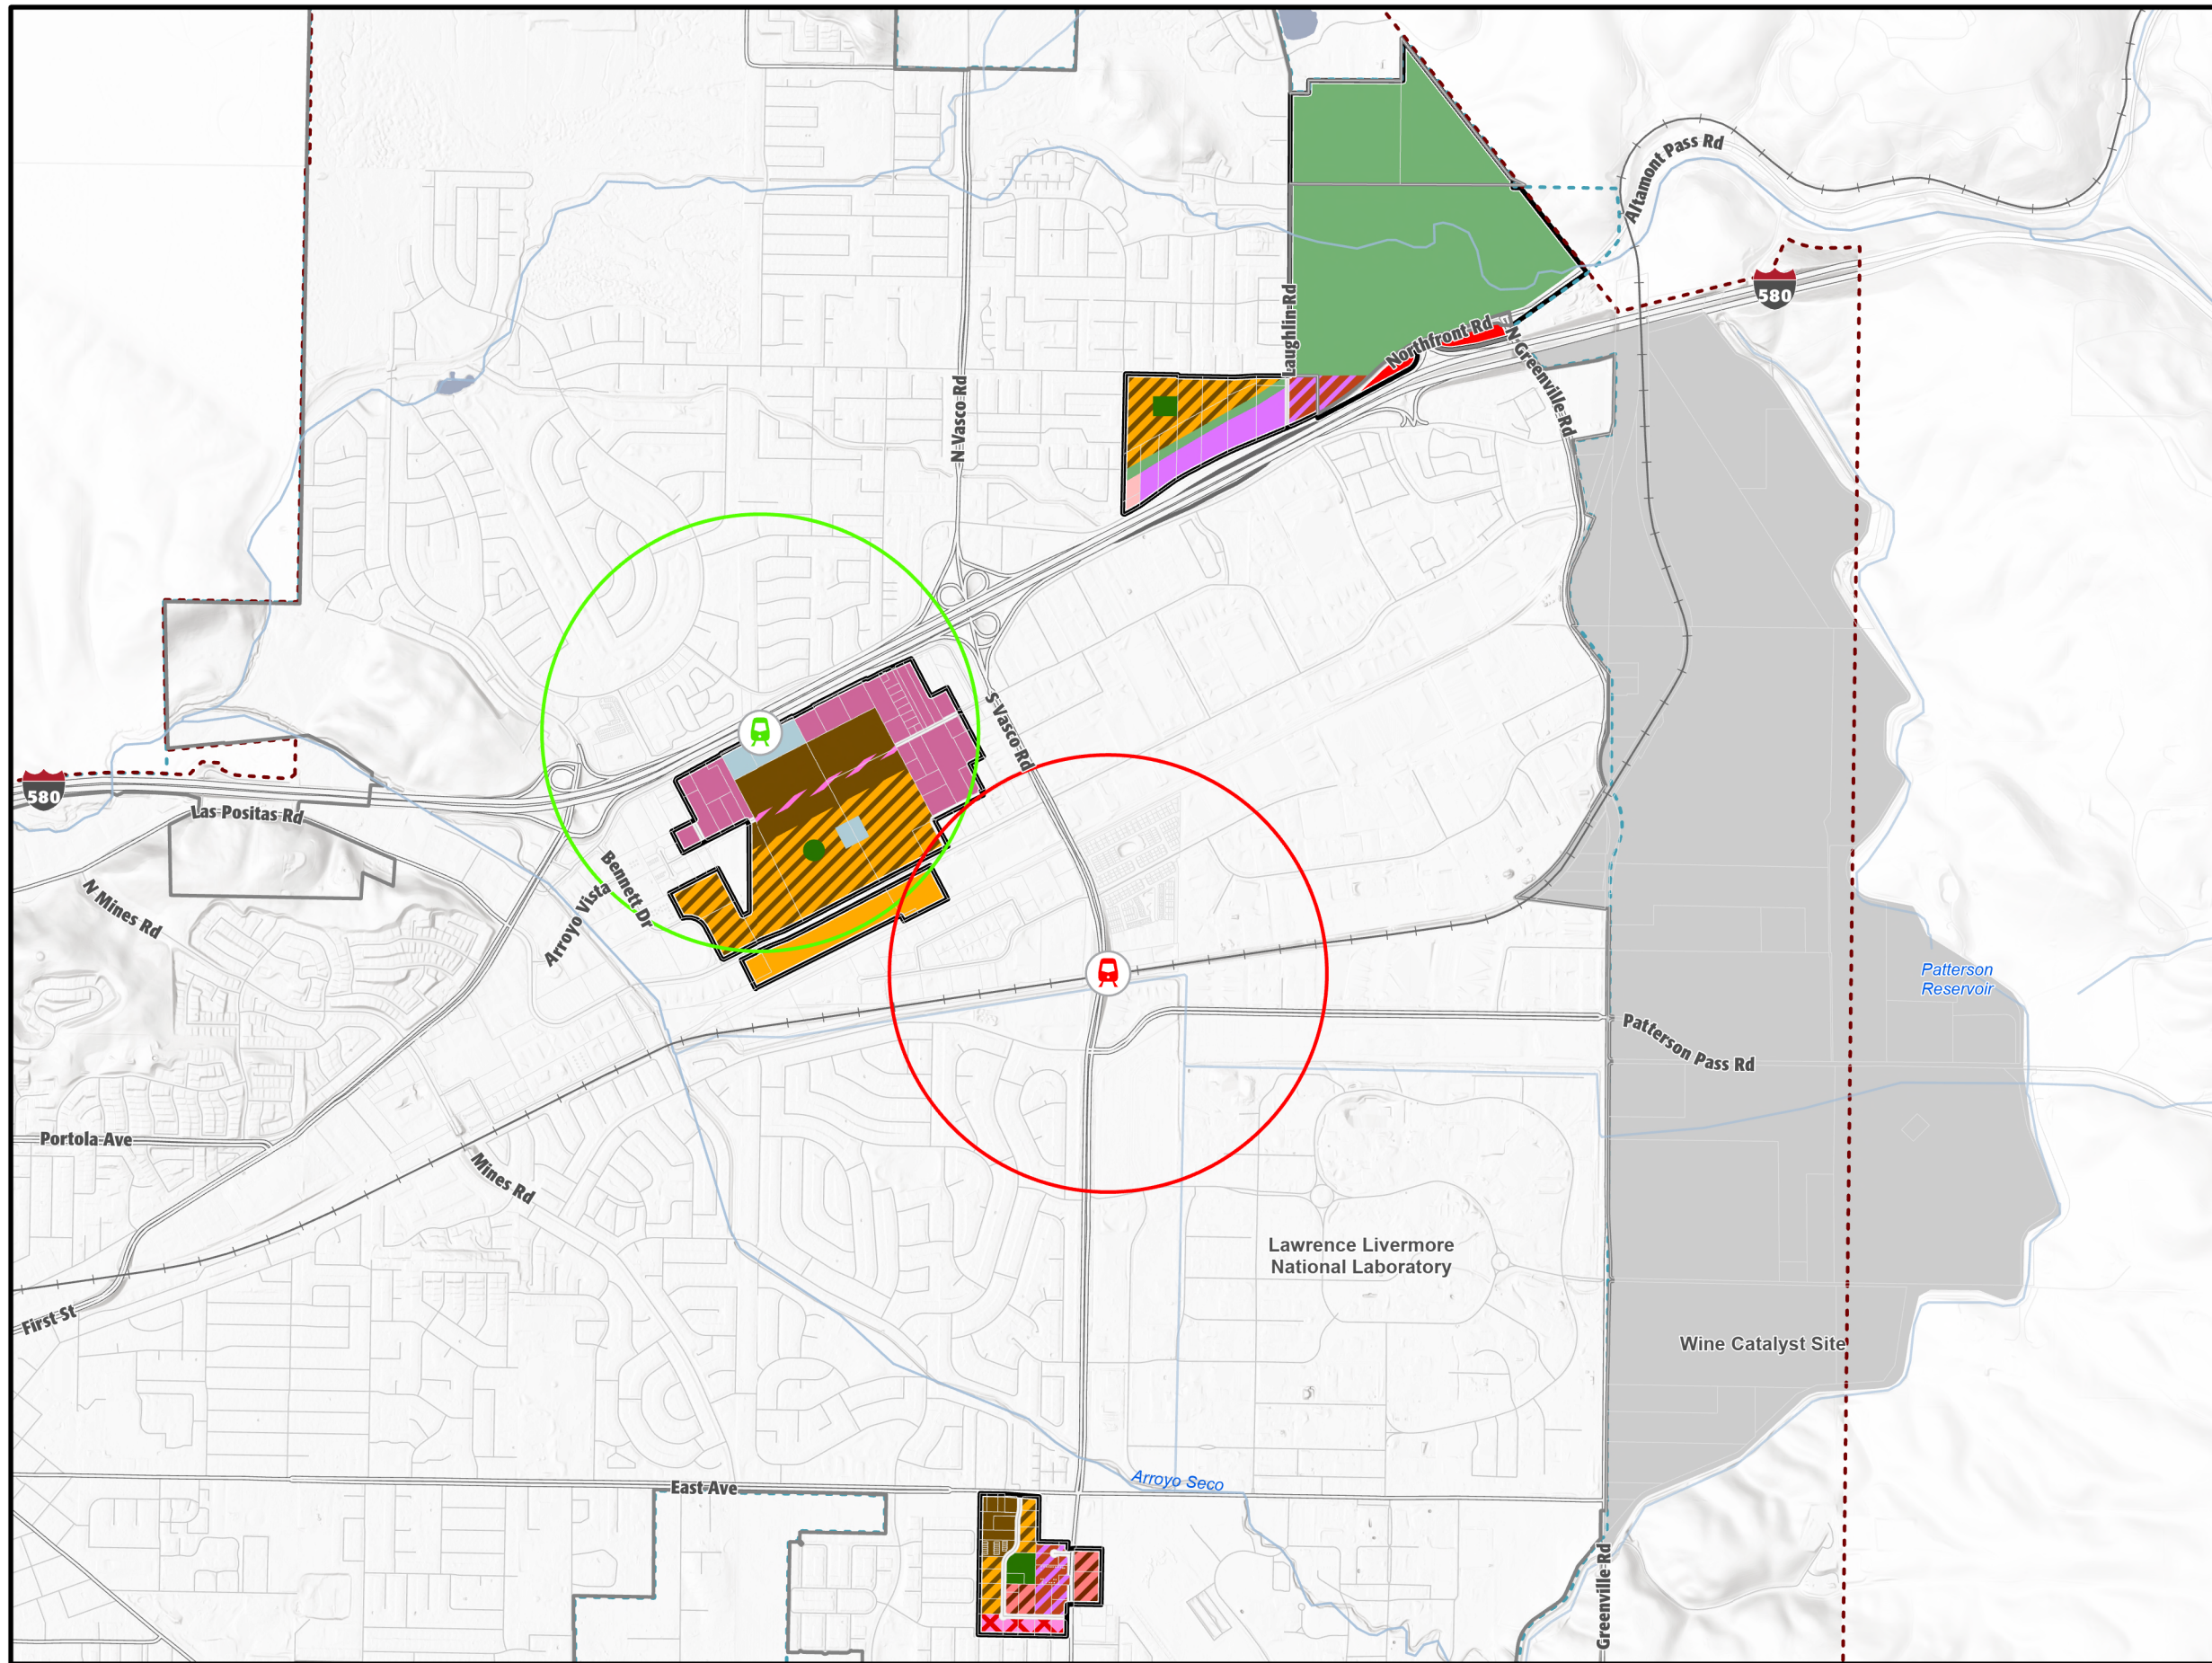 Altamont Pass Rd
580
Laughlin Rd
Northfront Rd
N Greenville Rd
N Vasco Rd
S Vasco Rd
580
Las Positas Rd
N Mines Rd
Bennett Dr
Arroyo Vista
Patterson
Reservoir
Patterson Pass Rd
Portola Ave
Mines Rd
Lawrence Livermore
National Laboratory
First St
Wine Catalyst Site
East Ave
Arroyo Seco
Greenville Rd